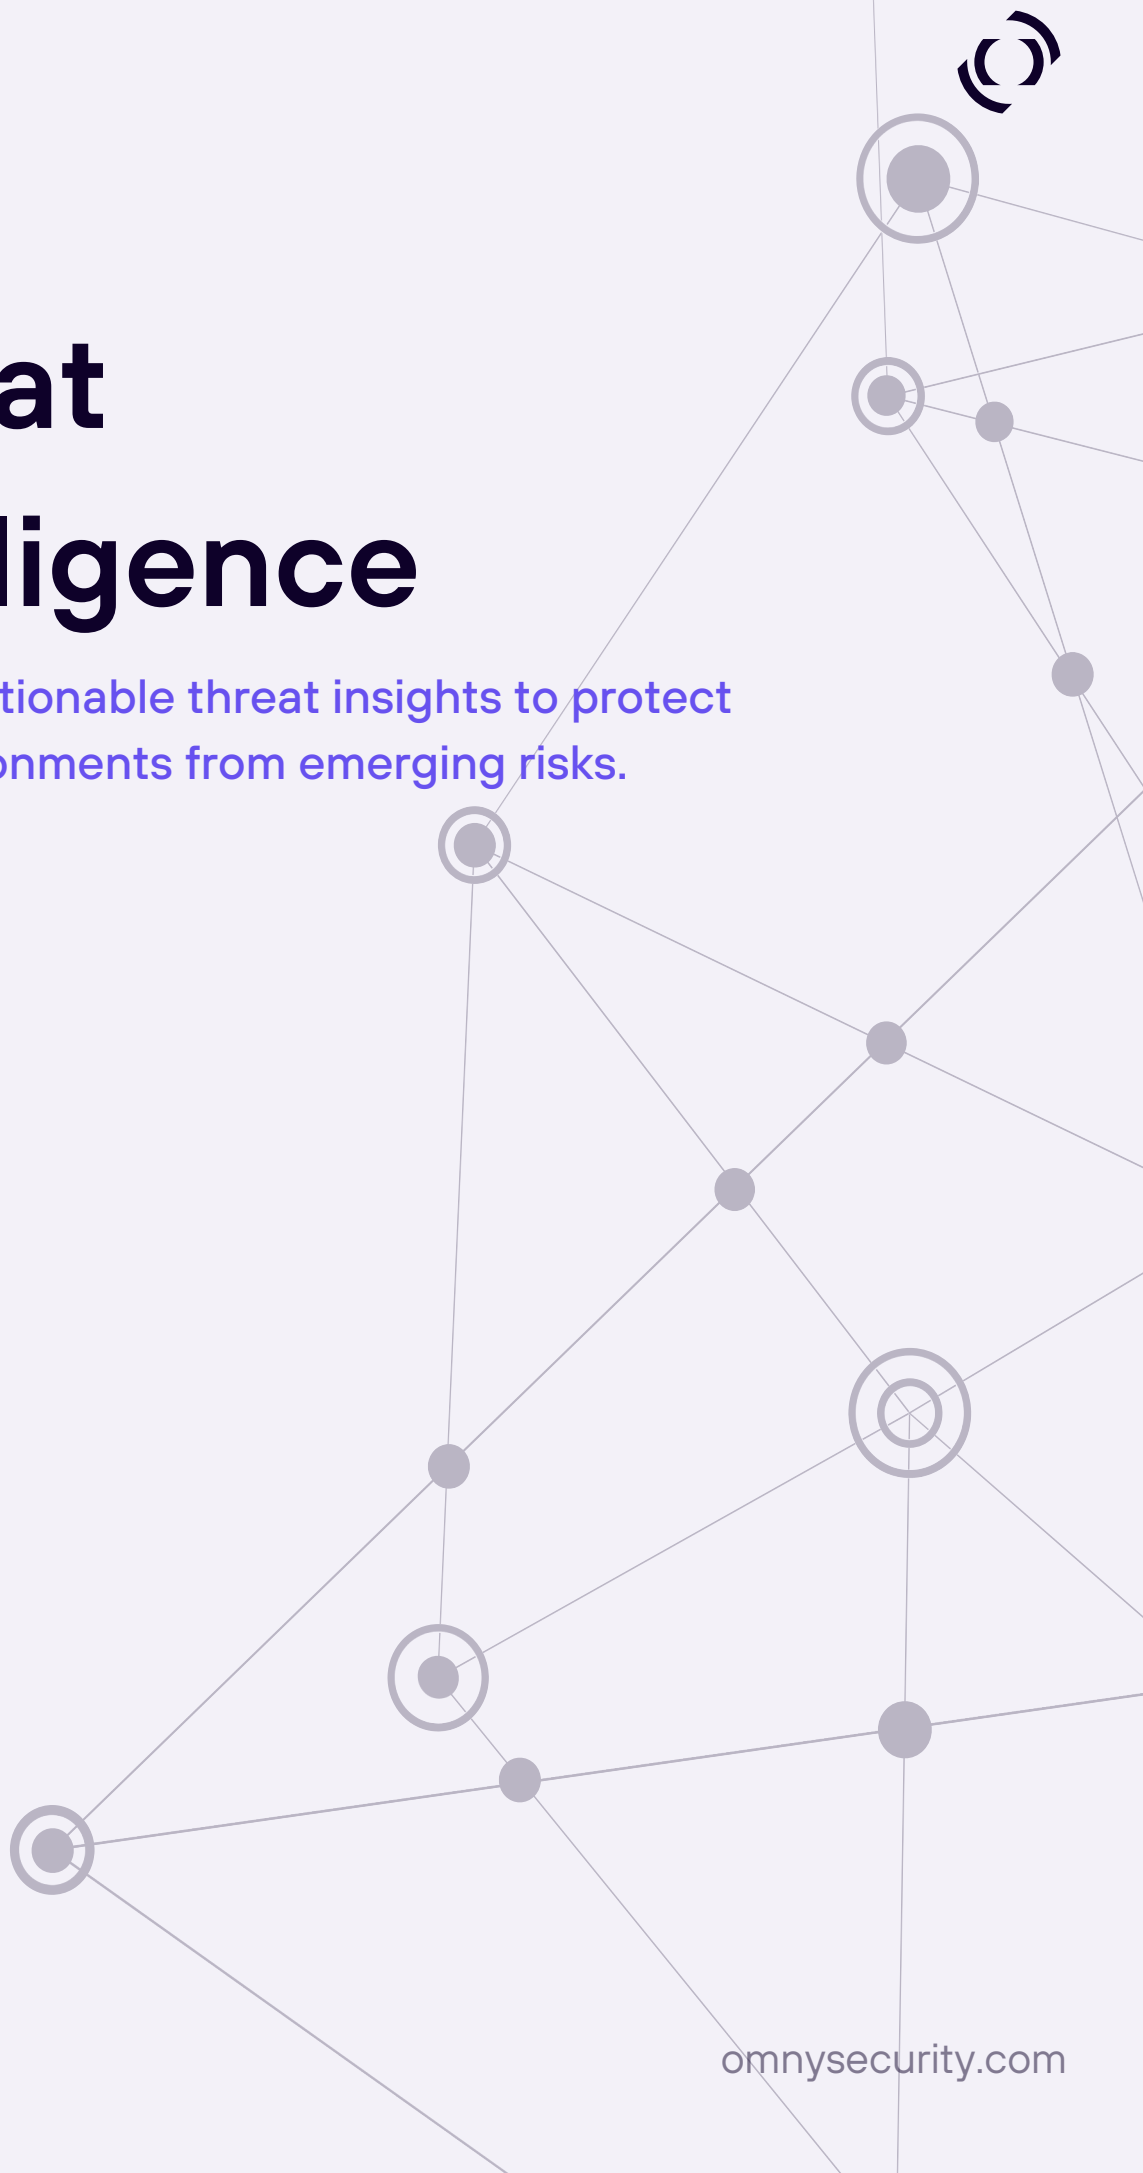 at
ligence
tionable threat insights to protect
onments from emerging risks.
omnysecurity.com